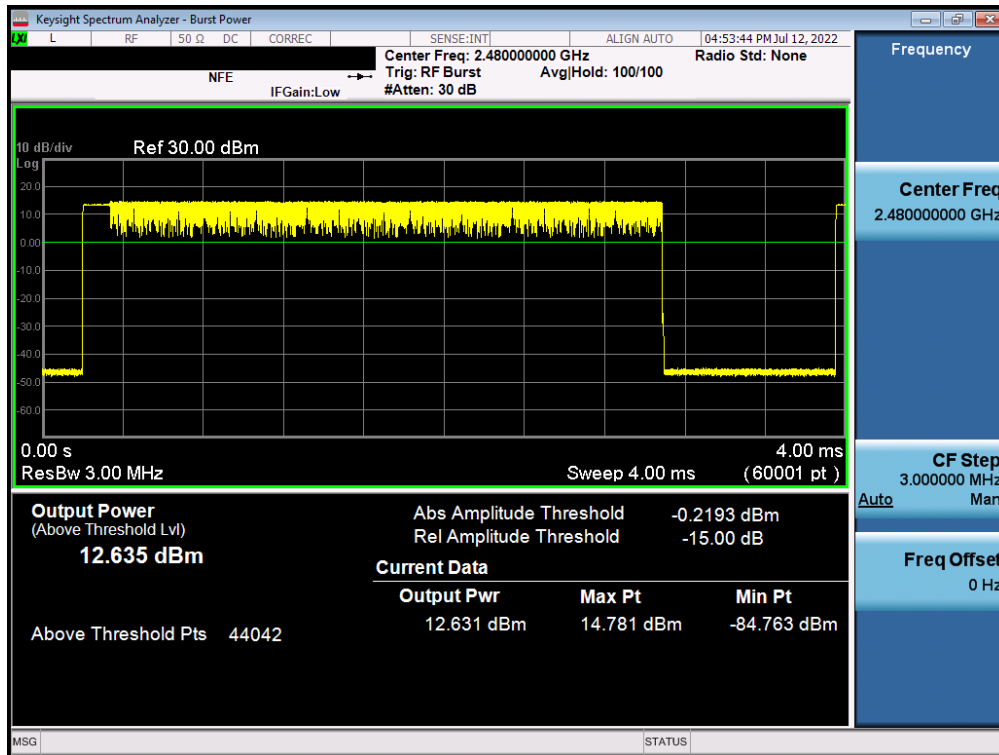 Keysight Spectrum Analyzer - Burst Power
LXI L RF 50 Ω DC CORREC SENSE:INT ALIGN AUTO 04:53:44 PM Jul 12, 2022
Center Freq: 2.480000000 GHz Radio Std: None
NFE Trig: RF Burst Avg|Hold: 100/100
IFGain:Low #Atten: 30 dB
Frequency
10 dB/div Ref 30.00 dBm
Log
20.0
10.0
0.00
-10.0
-20.0
-30.0
-40.0
-50.0
-60.0
0.00 s 4.00 ms
ResBw 3.00 MHz Sweep 4.00 ms (60001 pt )
Output Power
(Above Threshold Lvl)
12.635 dBm
Above Threshold Pts 44042
Abs Amplitude Threshold -0.2193 dBm
Rel Amplitude Threshold -15.00 dB
Current Data
Output Pwr Max Pt Min Pt
12.631 dBm 14.781 dBm -84.763 dBm
Center Freq
2.480000000 GHz
CF Step
3.000000 MHz
Auto Man
Freq Offset
0 Hz
MSG STATUS